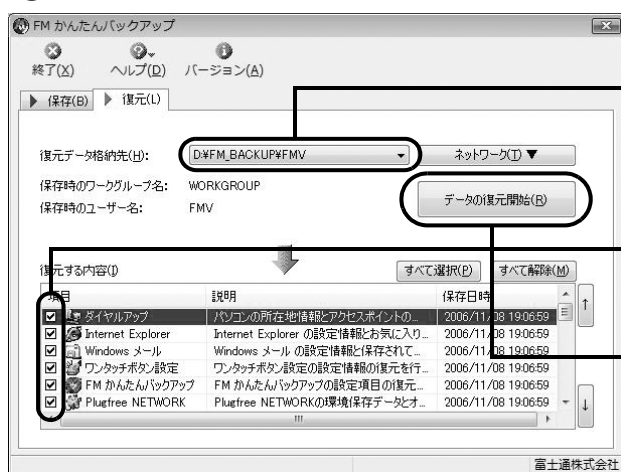 FM かんたんバックアップ
終了(X) ヘルプ(D) バージョン(A)
保存(B) 復元(L)
復元データ格納先(H): D:¥FM_BACKUP¥FMV ネットワーク(T) ▼
保存時のワークグループ名: WORKGROUP
保存時のユーザー名: FMV
データの復元開始(R)
復元する内容(I) すべて選択(P) すべて解除(M)
項目 説明 保存日時
ダイヤルアップ パソコンの所在地情報とアクセスポイントの... 2006/11/08 19:06:59
Internet Explorer Internet Explorer の設定情報とお気に入り... 2006/11/08 19:06:59
Windows メール Windows メール の設定情報と保存されて... 2006/11/08 19:06:59
ワンタッチボタン設定 ワンタッチボタン設定の設定情報の復元を行... 2006/11/08 19:06:59
FM かんたんバックアップ FM かんたんバックアップの設定項目の復元... 2006/11/08 19:06:59
Plugfree NETWORK Plugfree NETWORKの環境保存データとオ... 2006/11/08 19:06:59
富士通株式会社